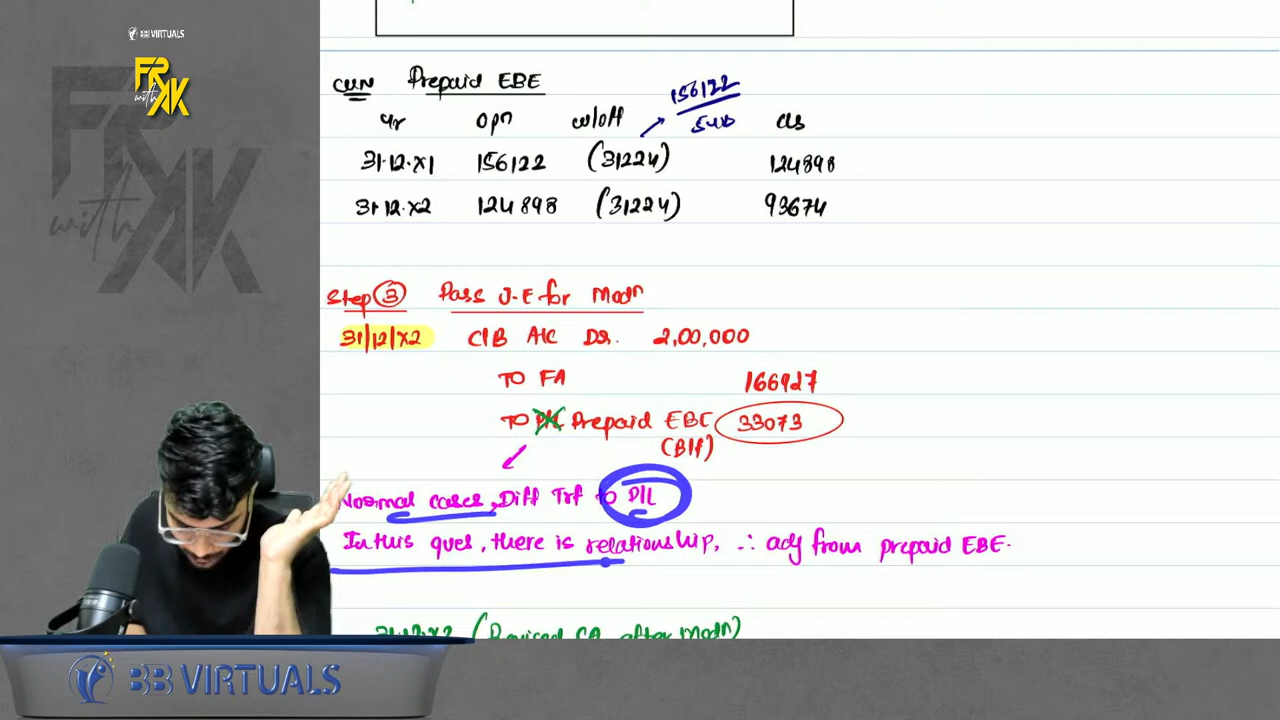 BB VIRTUALS
FR
with
AK
FR
with
AK
CWN Prepaid EBE
156122
5yrs
Yr Opn w/off Cls
31.12.X1 156122 (31224) 124898
31.12.X2 124898 (31224) 93674
Step ③ Pass J.E for Modn
31/12/X2 C/B A/C Dr. 2,00,000
TO FA 166927
TO P/L Prepaid EBE 33073
(B/f)
Normal cases, Diff Trf to P/L
In this ques, there is relationship, ∴ adj from prepaid EBE.
31.12.X2 (Revised CA after Modn)
BB VIRTUALS